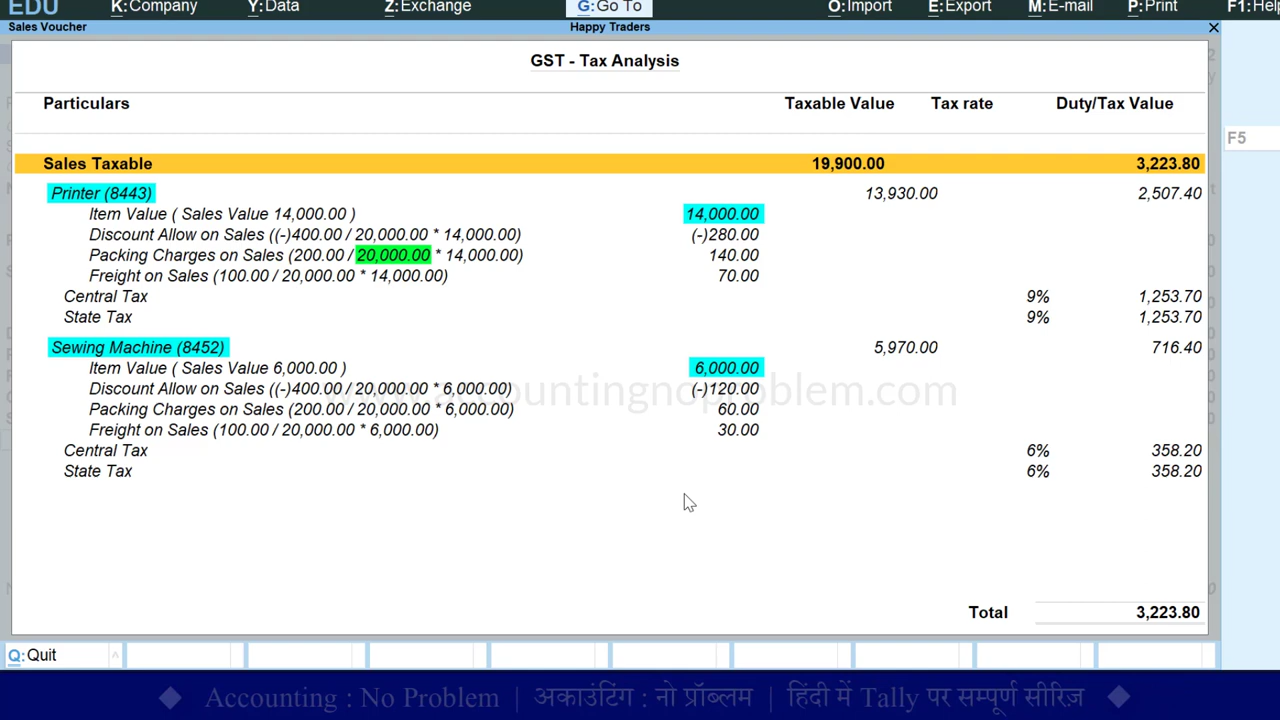 EDU K:Company Y:Data Z:Exchange G:Go To O:Import E:Export M:E-mail P:Print F1:Help
Sales Voucher Happy Traders
GST - Tax Analysis
Particulars Taxable Value Tax rate Duty/Tax Value
F5
Sales Taxable 19,900.00 3,223.80
Printer (8443) 13,930.00 2,507.40
Item Value ( Sales Value 14,000.00 ) 14,000.00
Discount Allow on Sales ((-)400.00 / 20,000.00 * 14,000.00) (-)280.00
Packing Charges on Sales (200.00 / 20,000.00 * 14,000.00) 140.00
Freight on Sales (100.00 / 20,000.00 * 14,000.00) 70.00
Central Tax 9% 1,253.70
State Tax 9% 1,253.70
Sewing Machine (8452) 5,970.00 716.40
Item Value ( Sales Value 6,000.00 ) 6,000.00
Discount Allow on Sales ((-)400.00 / 20,000.00 * 6,000.00) (-)120.00
www.accountingnoproblem.com
Packing Charges on Sales (200.00 / 20,000.00 * 6,000.00) 60.00
Freight on Sales (100.00 / 20,000.00 * 6,000.00) 30.00
Central Tax 6% 358.20
State Tax 6% 358.20
Total 3,223.80
Q:Quit
Accounting : No Problem | अकाउंटिंग : नो प्रॉब्लम | हिंदी में Tally पर सम्पूर्ण सीरिज़